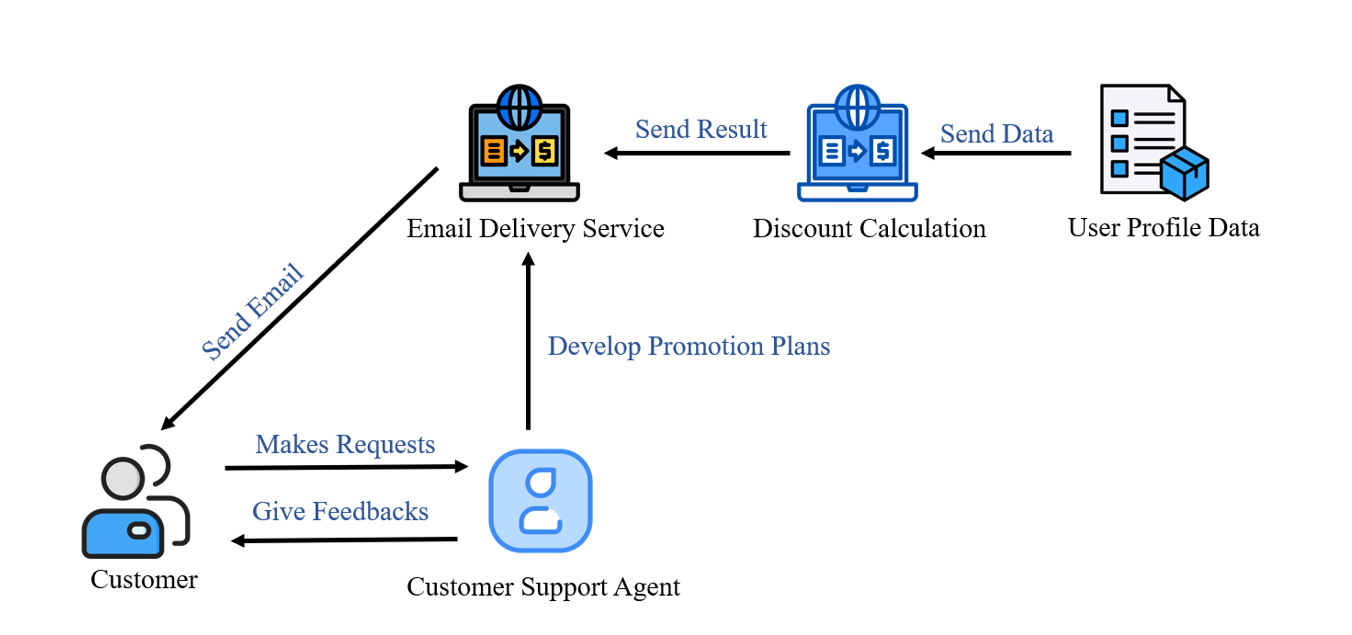 Send Result
Send Data
Email Delivery Service
Discount Calculation
User Profile Data
Send Email
Develop Promotion Plans
Makes Requests
Give Feedbacks
Customer
Customer Support Agent